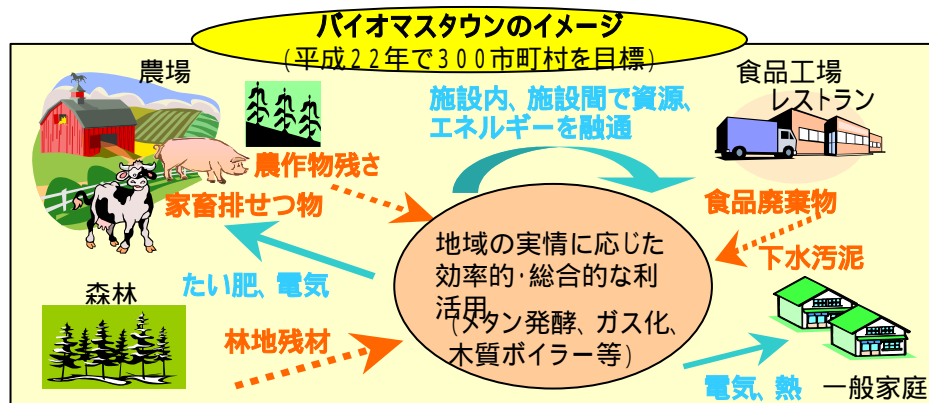 バイオマスタウンのイメージ
(平成22年で300市町村を目標)
農場
食品工場
レストラン
施設内、施設間で資源、
エネルギーを融通
農作物残さ
家畜排せつ物
食品廃棄物
下水汚泥
地域の実情に応じた
効率的・総合的な利
活用
(メタン発酵、ガス化、
木質ボイラー等)
たい肥、電気
森林
林地残材
電気、熱
一般家庭